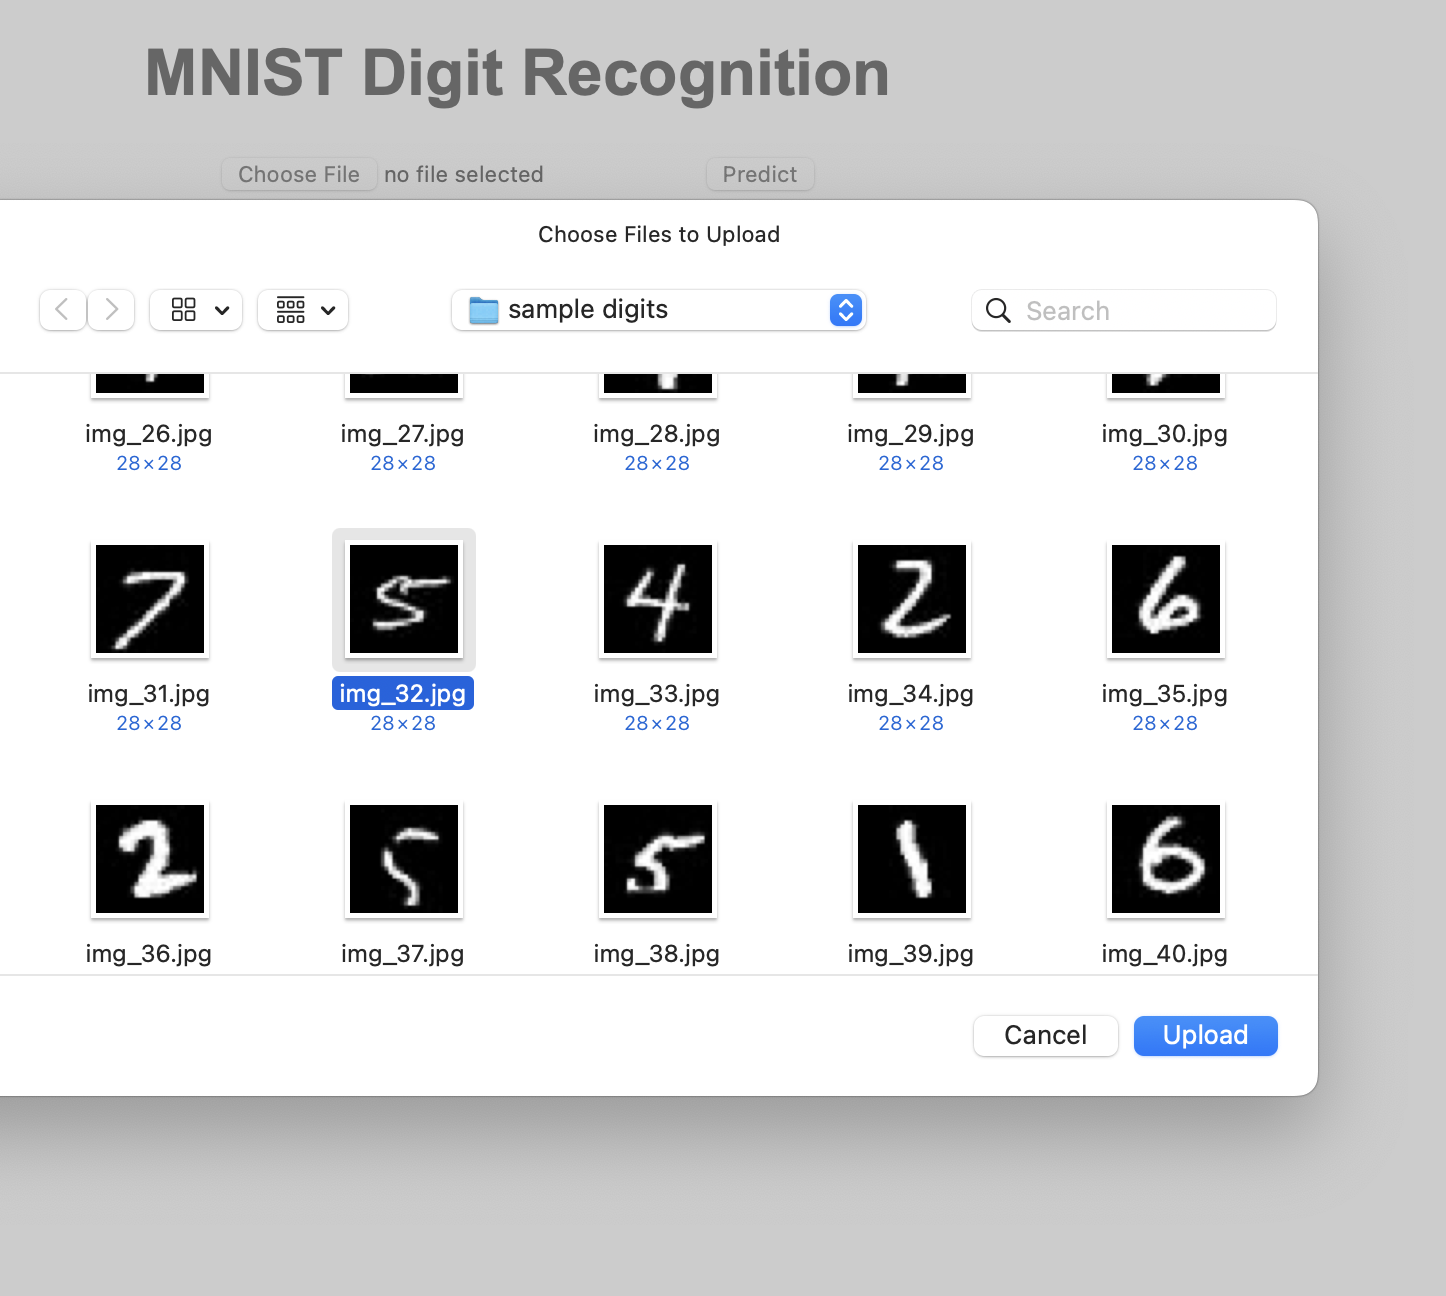 MNIST Digit Recognition
Choose File no file selected Predict
Choose Files to Upload
sample digits Search
img_26.jpg img_27.jpg img_28.jpg img_29.jpg img_30.jpg
28×28 28×28 28×28 28×28 28×28
7 5 4 2 6
img_31.jpg img_32.jpg img_33.jpg img_34.jpg img_35.jpg
28×28 28×28 28×28 28×28 28×28
2 5 5 1 6
img_36.jpg img_37.jpg img_38.jpg img_39.jpg img_40.jpg
Cancel Upload